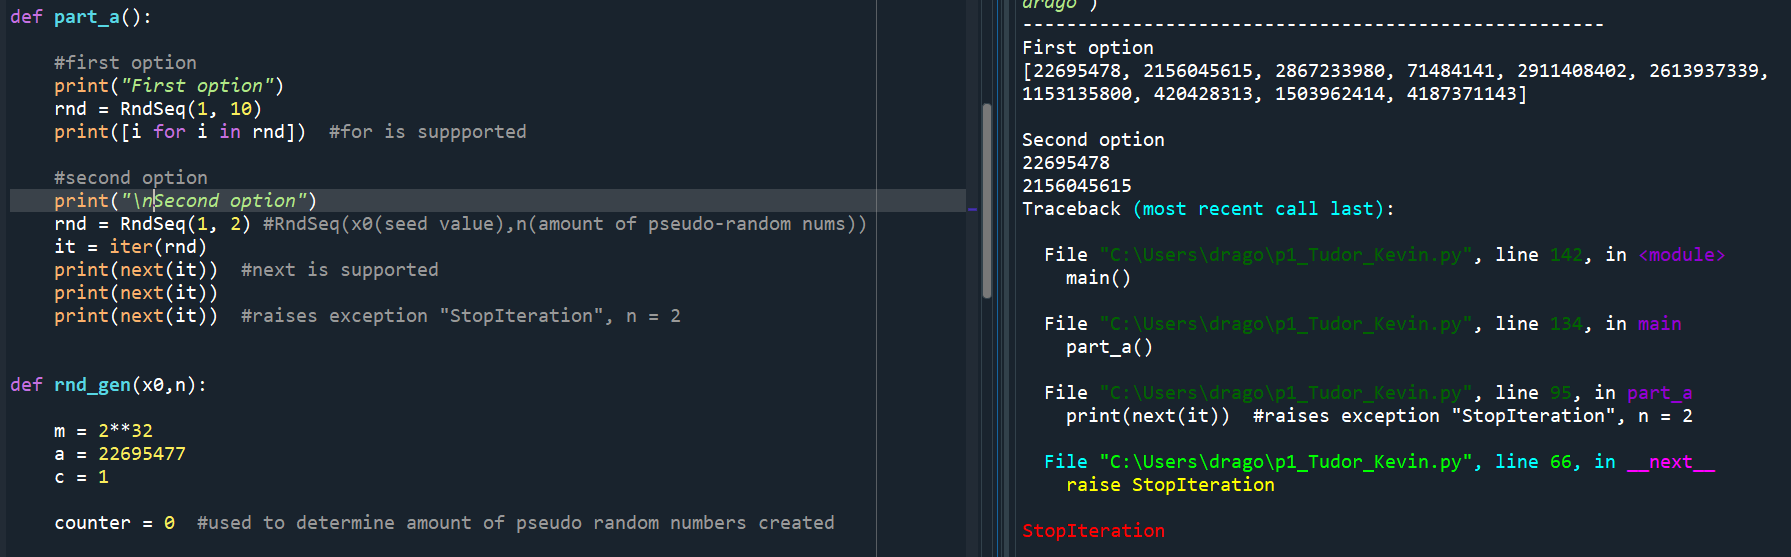 def part_a():
#first option
print("First option")
rnd = RndSeq(1, 10)
print([i for i in rnd])  #for is suppported
#second option
print("\nSecond option")
rnd = RndSeq(1, 2) #RndSeq(x0(seed value),n(amount of pseudo-random nums))
it = iter(rnd)
print(next(it))  #next is supported
print(next(it))
print(next(it))  #raises exception "StopIteration", n = 2
def rnd_gen(x0,n):
m = 2**32
a = 22695477
c = 1
counter = 0  #used to determine amount of pseudo random numbers created
drago')
-----------------------------------------------------
First option
[22695478, 2156045615, 2867233980, 71484141, 2911408402, 2613937339,
1153135800, 420428313, 1503962414, 4187371143]
Second option
22695478
2156045615
Traceback (most recent call last):
File "C:\Users\drago\p1_Tudor_Kevin.py", line 142, in <module>
main()
File "C:\Users\drago\p1_Tudor_Kevin.py", line 134, in main
part_a()
File "C:\Users\drago\p1_Tudor_Kevin.py", line 95, in part_a
print(next(it))  #raises exception "StopIteration", n = 2
File "C:\Users\drago\p1_Tudor_Kevin.py", line 66, in __next__
raise StopIteration
StopIteration